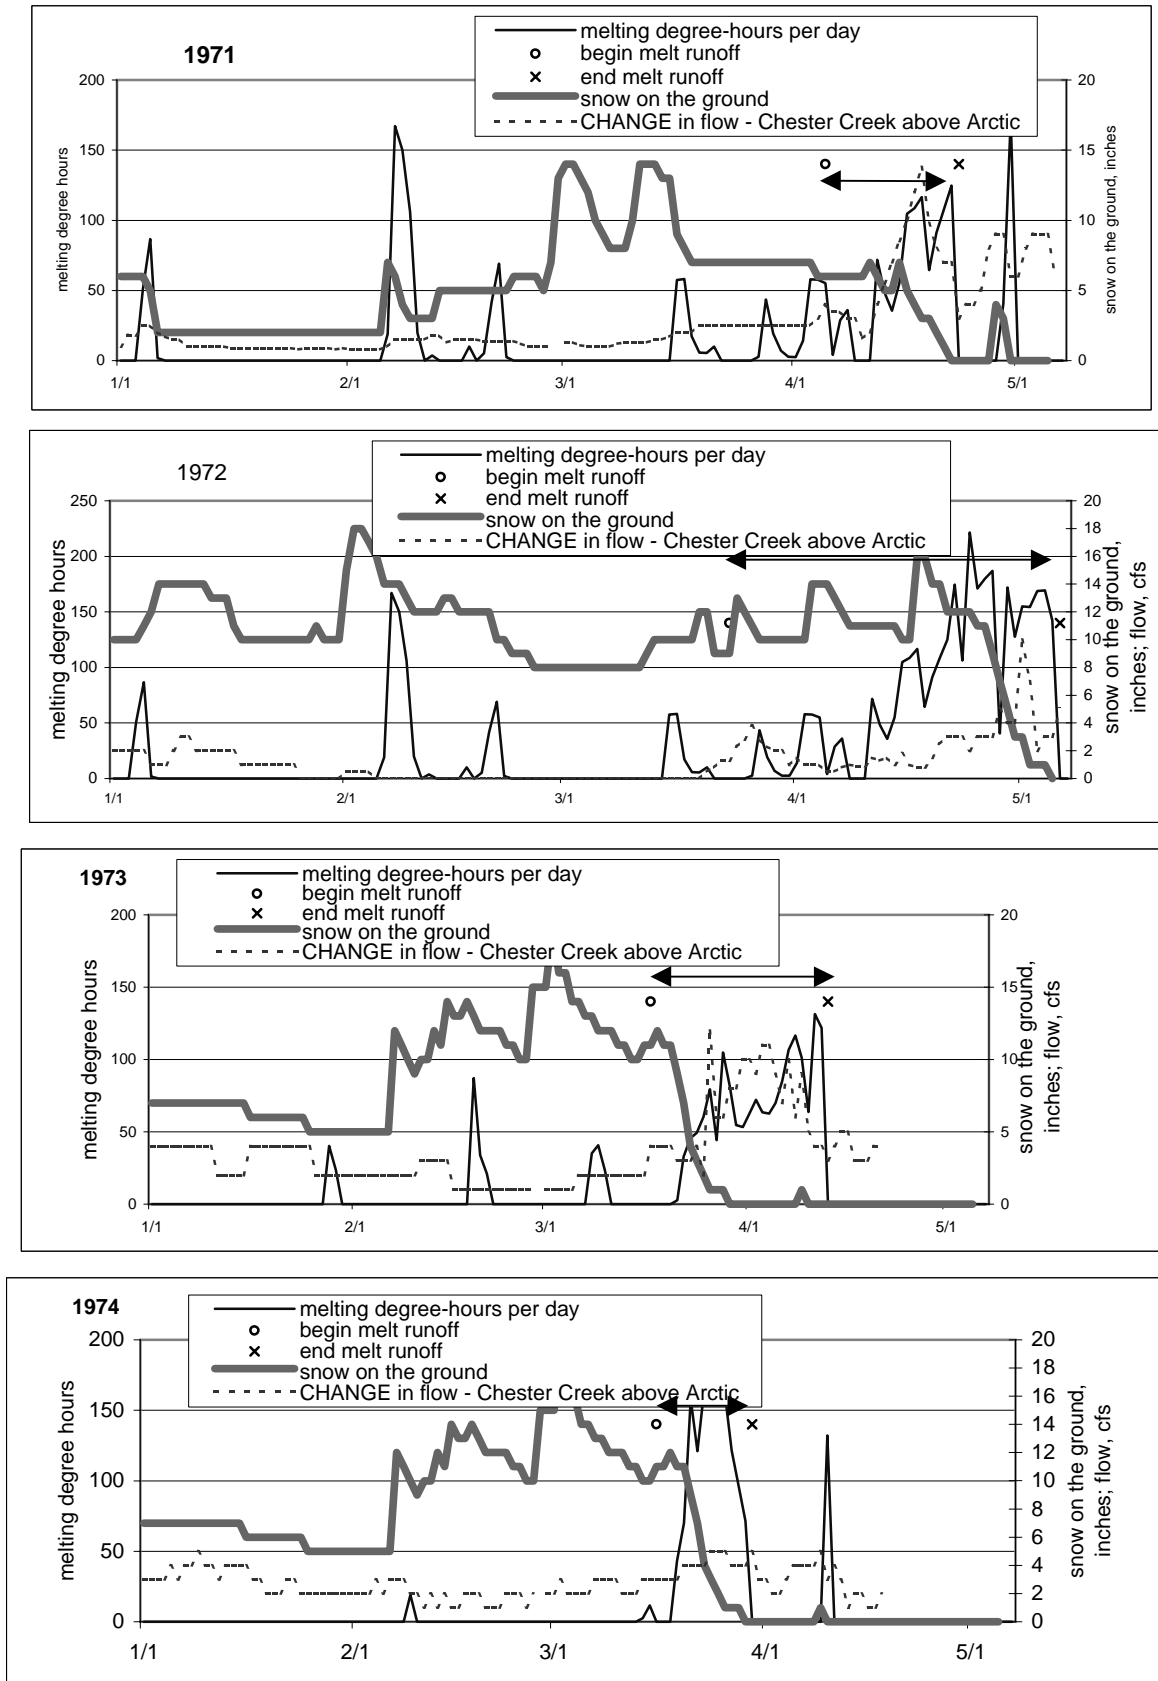 1971
melting degree-hours per day
begin melt runoff
end melt runoff
snow on the ground
CHANGE in flow - Chester Creek above Arctic
melting degree hours
200
150
100
50
0
20
15
10
5
0
snow on the ground, inches
1/1 2/1 3/1 4/1 5/1
1972
melting degree-hours per day
begin melt runoff
end melt runoff
snow on the ground
CHANGE in flow - Chester Creek above Arctic
melting degree hours
250
200
150
100
50
0
20
18
16
14
12
10
8
6
4
2
0
snow on the ground,
inches; flow, cfs
1/1 2/1 3/1 4/1 5/1
1973
melting degree-hours per day
begin melt runoff
end melt runoff
snow on the ground
CHANGE in flow - Chester Creek above Arctic
melting degree hours
200
150
100
50
0
20
15
10
5
0
snow on the ground,
inches; flow, cfs
1/1 2/1 3/1 4/1 5/1
1974
melting degree-hours per day
begin melt runoff
end melt runoff
snow on the ground
CHANGE in flow - Chester Creek above Arctic
melting degree hours
200
150
100
50
0
20
18
16
14
12
10
8
6
4
2
0
snow on the ground,
inches; flow, cfs
1/1 2/1 3/1 4/1 5/1